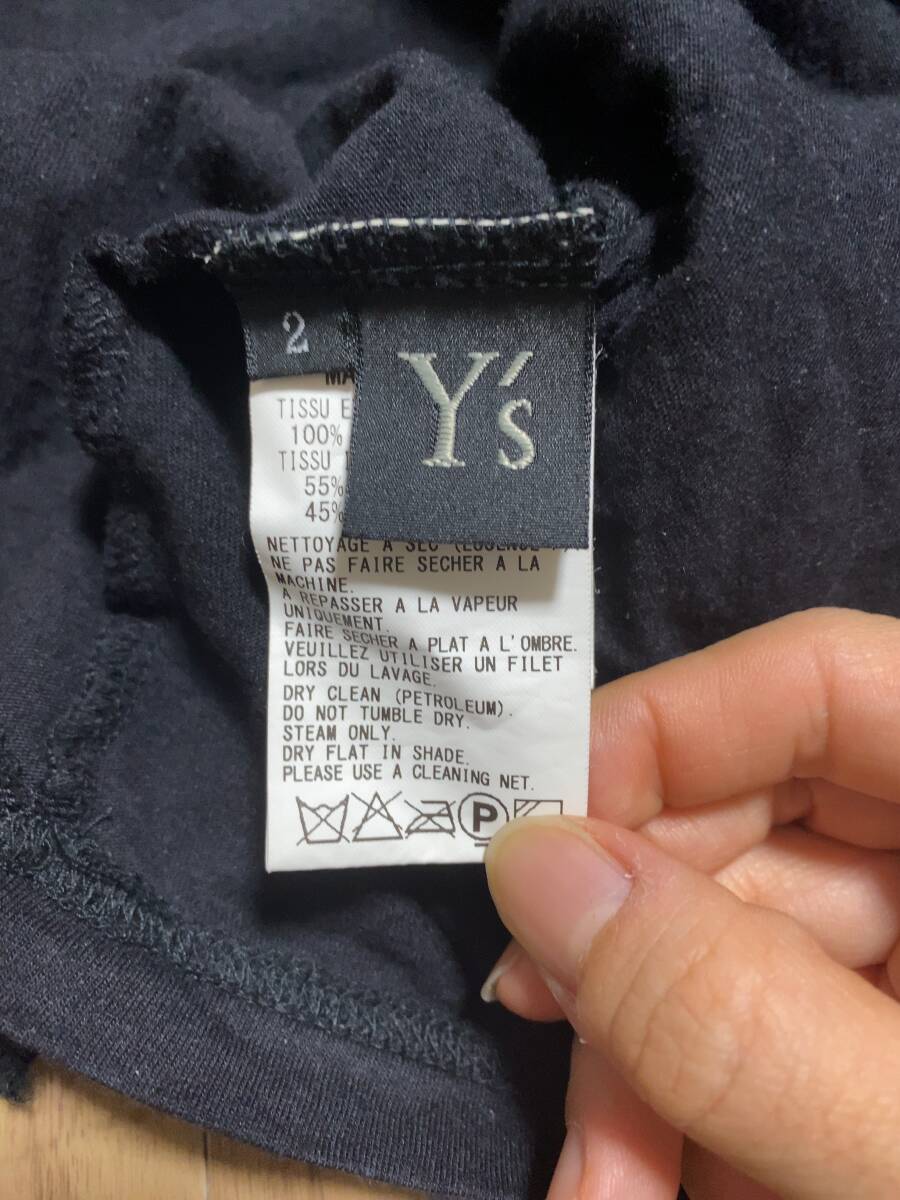 2
Y's
TISSU
100%
TISSU
55%
45%
NETTOYAGE A SEC
NE PAS FAIRE SECHER A LA
MACHINE.
A REPASSER A LA VAPEUR
UNIQUEMENT.
FAIRE SECHER A PLAT A L'OMBRE.
VEUILLEZ UTILISER UN FILET
LORS DU LAVAGE.
DRY CLEAN (PETROLEUM).
DO NOT TUMBLE DRY.
STEAM ONLY.
DRY FLAT IN SHADE.
PLEASE USE A CLEANING NET.
P